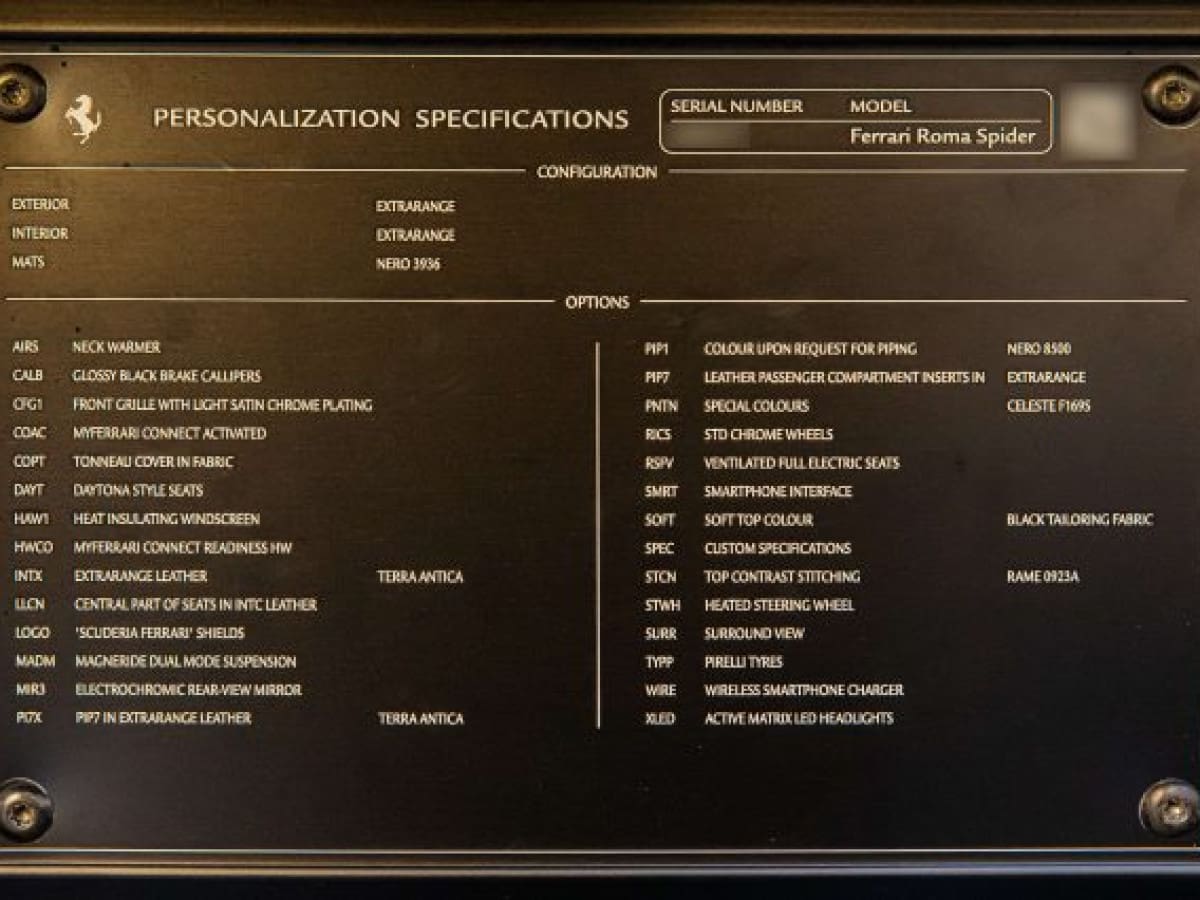 PERSONALIZATION SPECIFICATIONS
SERIAL NUMBER MODEL
Ferrari Roma Spider
CONFIGURATION
EXTERIOR EXTRARANGE
INTERIOR EXTRARANGE
MATS NERO 3936
OPTIONS
AIRS NECK WARMER
CALB GLOSSY BLACK BRAKE CALLIPERS
CFG1 FRONT GRILLE WITH LIGHT SATIN CHROME PLATING
COAC MYFERRARI CONNECT ACTIVATED
COPT TONNEAU COVER IN FABRIC
DAYT DAYTONA STYLE SEATS
HAW1 HEAT INSULATING WINDSCREEN
HWCO MYFERRARI CONNECT READINESS HW
INTX EXTRARANGE LEATHER TERRA ANTICA
LLCN CENTRAL PART OF SEATS IN INTC LEATHER
LOGO 'SCUDERIA FERRARI' SHIELDS
MADM MAGNERIDE DUAL MODE SUSPENSION
MIR3 ELECTROCHROMIC REAR-VIEW MIRROR
PI7X PIP7 IN EXTRARANGE LEATHER TERRA ANTICA
PIP1 COLOUR UPON REQUEST FOR PIPING NERO 8500
PIP7 LEATHER PASSENGER COMPARTMENT INSERTS IN EXTRARANGE
PNTN SPECIAL COLOURS CELESTE F169S
RICS STD CHROME WHEELS
RSPV VENTILATED FULL ELECTRIC SEATS
SMRT SMARTPHONE INTERFACE
SOFT SOFT TOP COLOUR BLACK TAILORING FABRIC
SPEC CUSTOM SPECIFICATIONS
STCN TOP CONTRAST STITCHING RAME 0923A
STWH HEATED STEERING WHEEL
SURR SURROUND VIEW
TYPP PIRELLI TYRES
WIRE WIRELESS SMARTPHONE CHARGER
XLED ACTIVE MATRIX LED HEADLIGHTS